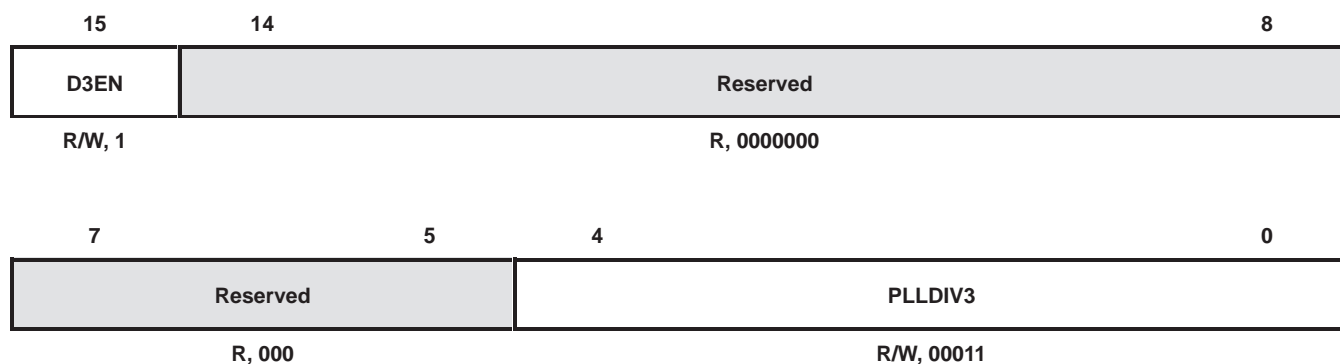 15 14 8
D3EN Reserved
R/W, 1 R, 0000000
7 5 4 0
Reserved PLLDIV3
R, 000 R/W, 00011